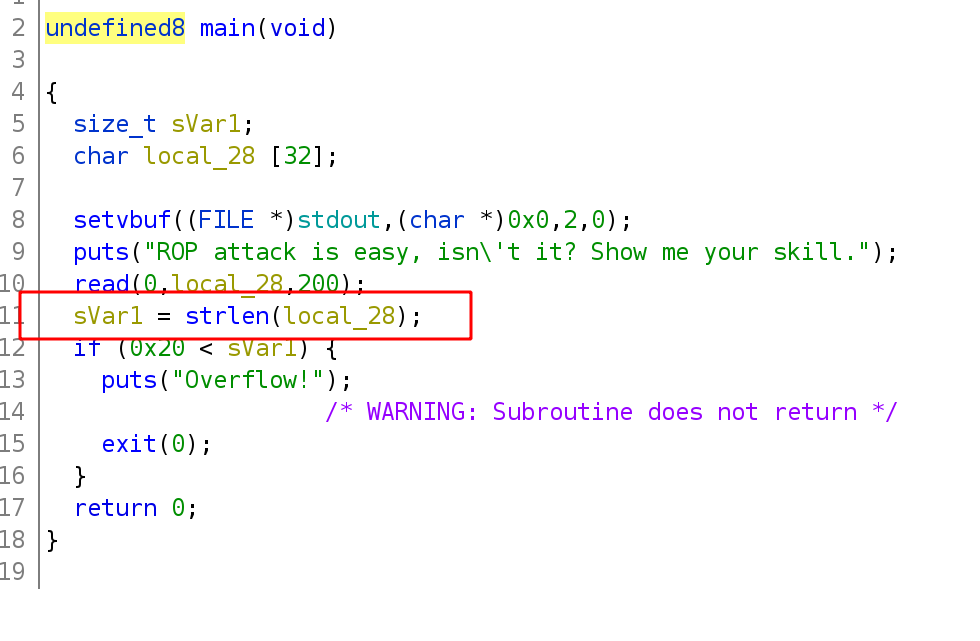 2 undefined8 main(void)
3
4 {
5 size_t sVar1;
6 char local_28 [32];
7
8 setvbuf((FILE *)stdout,(char *)0x0,2,0);
9 puts("ROP attack is easy, isn\'t it? Show me your skill.");
10 read(0,local_28,200);
11 sVar1 = strlen(local_28);
12 if (0x20 < sVar1) {
13 puts("Overflow!");
14 /* WARNING: Subroutine does not return */
15 exit(0);
16 }
17 return 0;
18 }
19